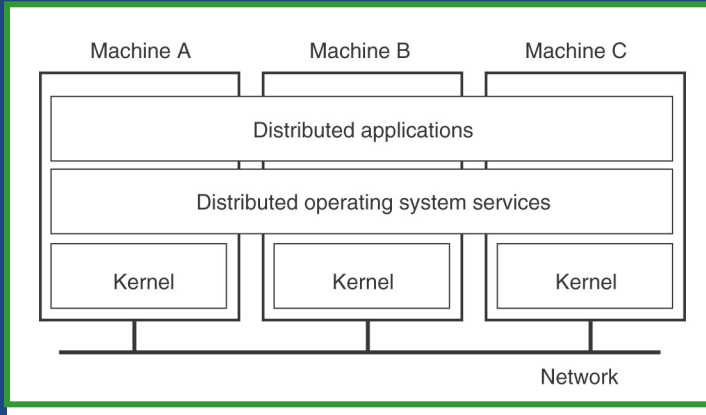 Machine A
Machine B
Machine C
Distributed applications
Distributed operating system services
Kernel
Kernel
Kernel
Network